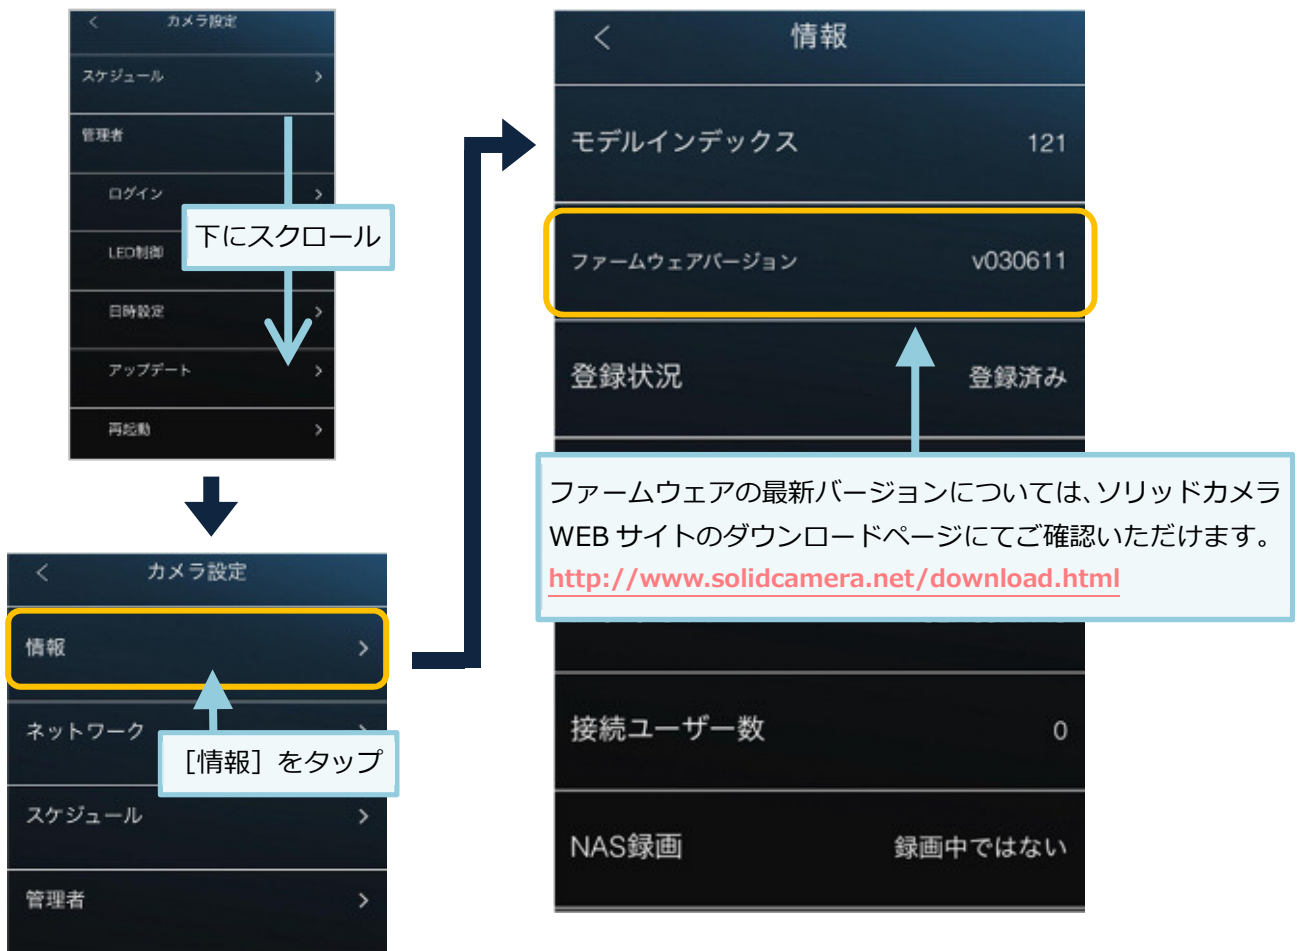 カメラ設定
スケジュール
管理者
ログイン
LED制御
下にスクロール
日時設定
アップデート
再起動
カメラ設定
情報
ネットワーク
［情報］をタップ
スケジュール
管理者
情報
モデルインデックス 121
ファームウェアバージョン v030611
登録状況 登録済み
ファームウェアの最新バージョンについては、ソリッドカメラ
WEB サイトのダウンロードページにてご確認いただけます。
http://www.solidcamera.net/download.html
接続ユーザー数 0
NAS録画 録画中ではない